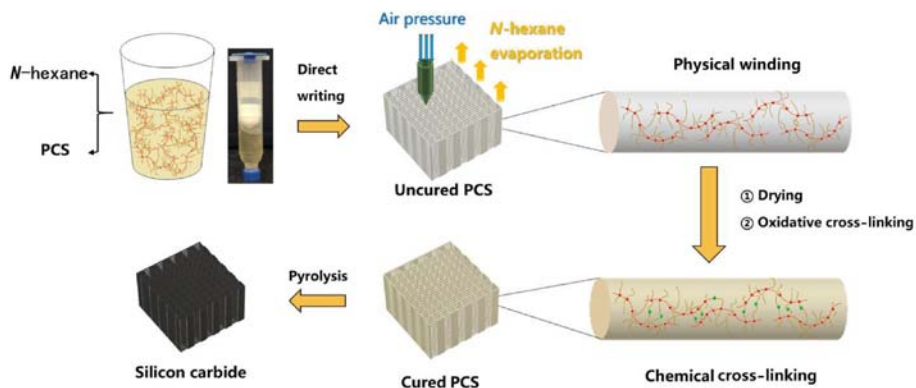 N-hexane
PCS
Direct
writing
Air pressure
N-hexane
evaporation
Uncured PCS
Physical winding
① Drying
② Oxidative cross-linking
Chemical cross-linking
Cured PCS
Pyrolysis
Silicon carbide